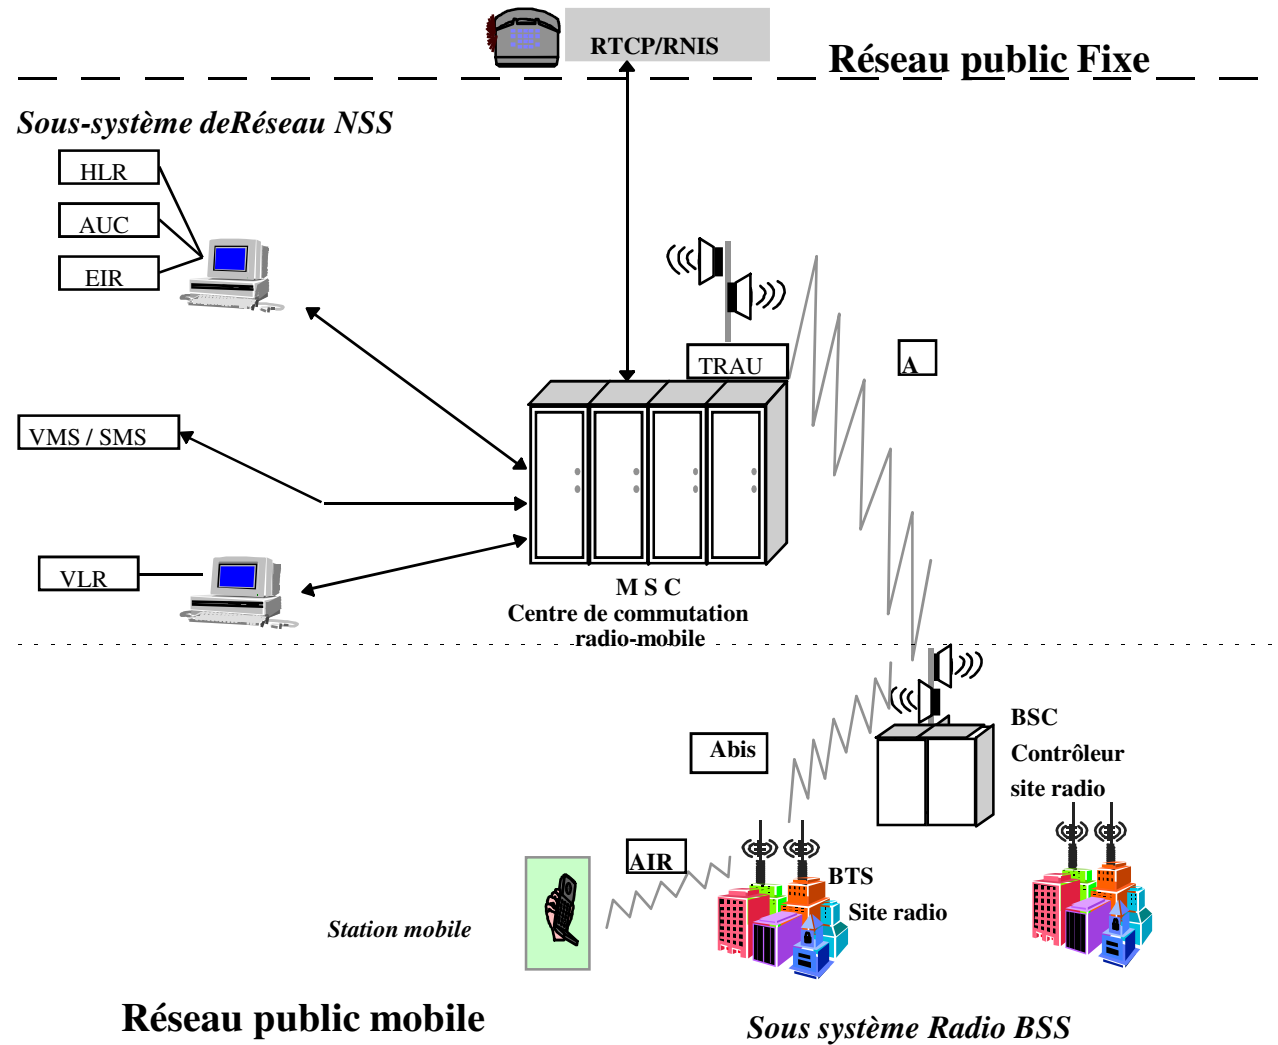 RTCP/RNIS
Réseau public Fixe
Sous-système deRéseau NSS
HLR
AUC
EIR
TRAU
A
VMS / SMS
VLR
M S C
Centre de commutation
radio-mobile
BSC
Contrôleur
site radio
Abis
AIR
BTS
Site radio
Station mobile
Réseau public mobile
Sous système Radio BSS